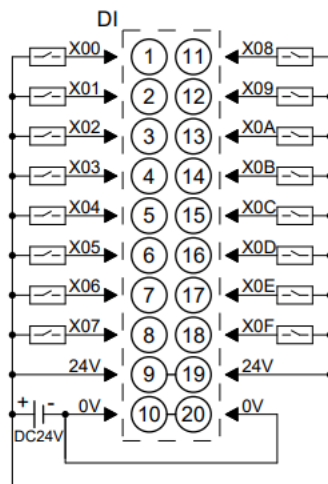 DI
X00 1 11 X08
X01 2 12 X09
X02 3 13 X0A
X03 4 14 X0B
X04 5 15 X0C
X05 6 16 X0D
X06 7 17 X0E
X07 8 18 X0F
24V 9 19 24V
+ - 0V 10 20 0V
DC24V